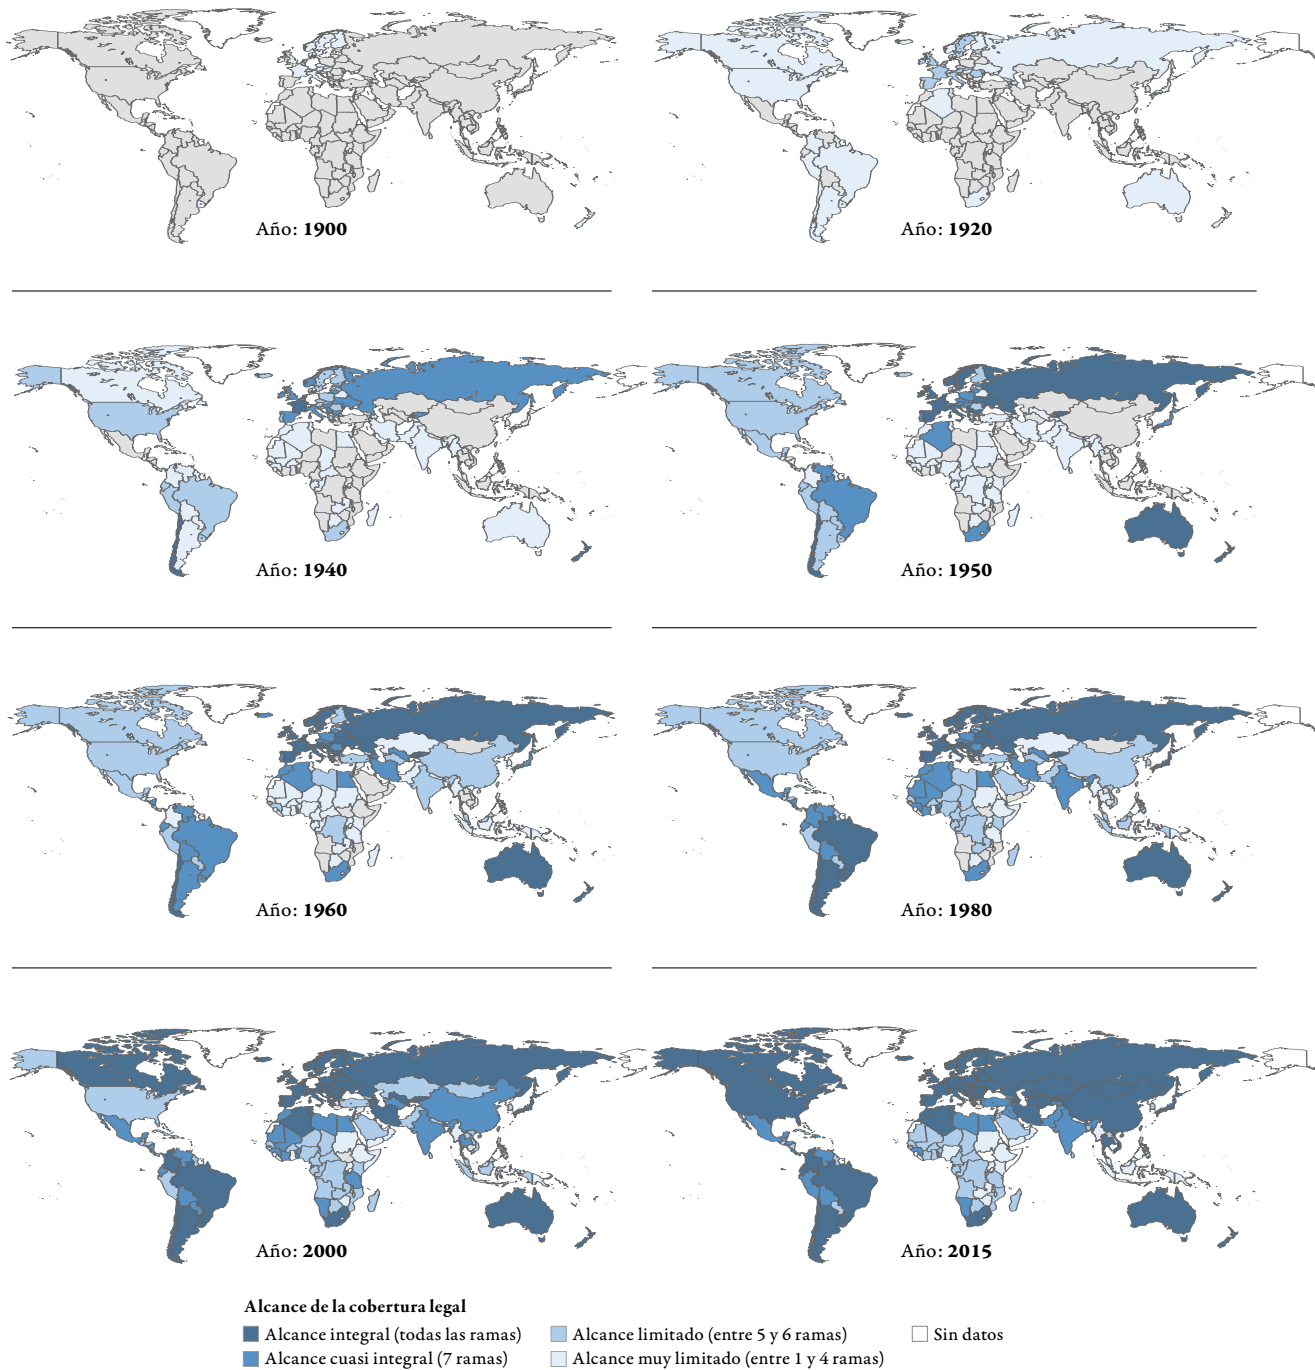 Año: 1900
Año: 1920
Año: 1940
Año: 1950
Año: 1960
Año: 1980
Año: 2000
Año: 2015
Alcance de la cobertura legal
Alcance integral (todas las ramas)
Alcance limitado (entre 5 y 6 ramas)
Sin datos
Alcance cuasi integral (7 ramas)
Alcance muy limitado (entre 1 y 4 ramas)